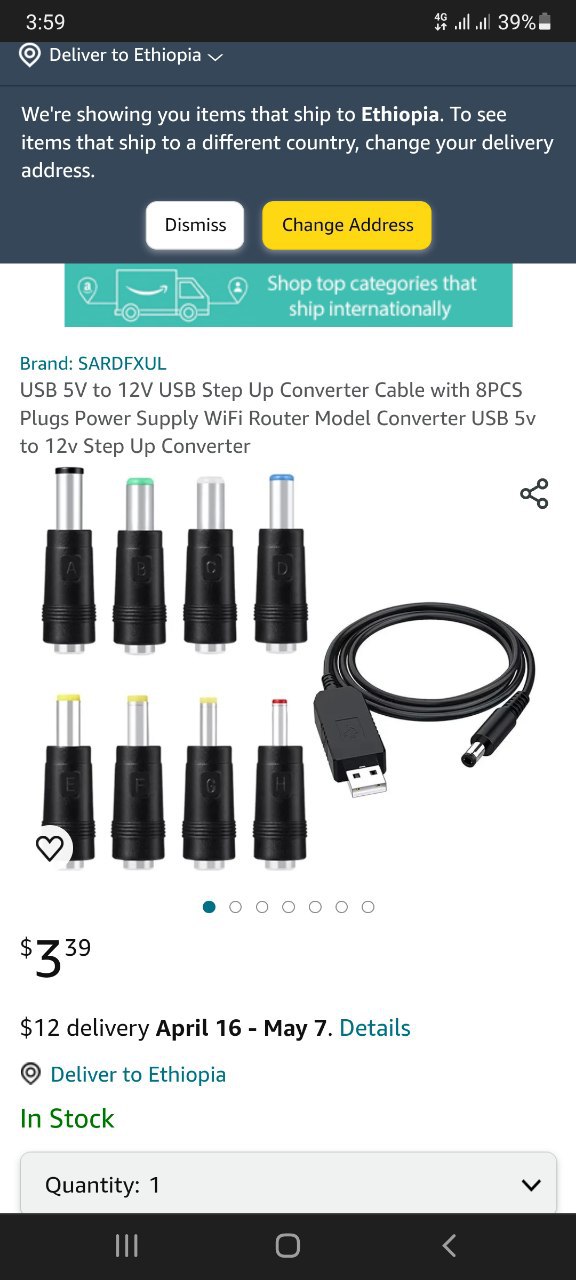 3:59
4G
39%
Deliver to Ethiopia
We're showing you items that ship to Ethiopia. To see
items that ship to a different country, change your delivery
address.
Dismiss
Change Address
a
Shop top categories that
ship internationally
Brand: SARDFXUL
USB 5V to 12V USB Step Up Converter Cable with 8PCS
Plugs Power Supply WiFi Router Model Converter USB 5v
to 12v Step Up Converter
A B C D
E F G H
$3 39
$12 delivery April 16 - May 7. Details
Deliver to Ethiopia
In Stock
Quantity: 1